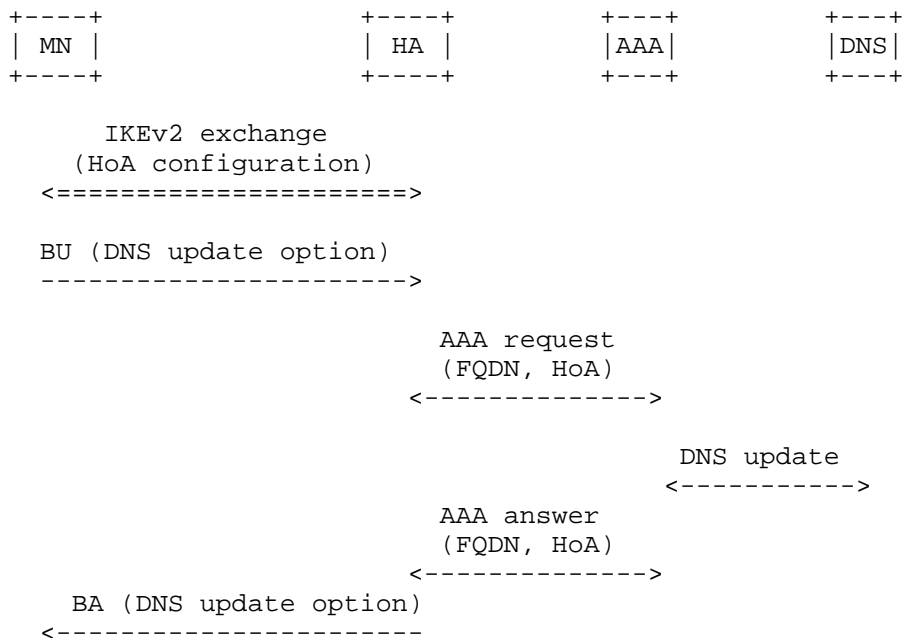 +----+ +----+ +---+ +---+
| MN | | HA | |AAA| |DNS|
+----+ +----+ +---+ +---+
IKEv2 exchange
(HoA configuration)
<======================>
BU (DNS update option)
----------------------->
AAA request
(FQDN, HoA)
<-------------->
DNS update
<----------->
AAA answer
(FQDN, HoA)
<-------------->
BA (DNS update option)
<-----------------------